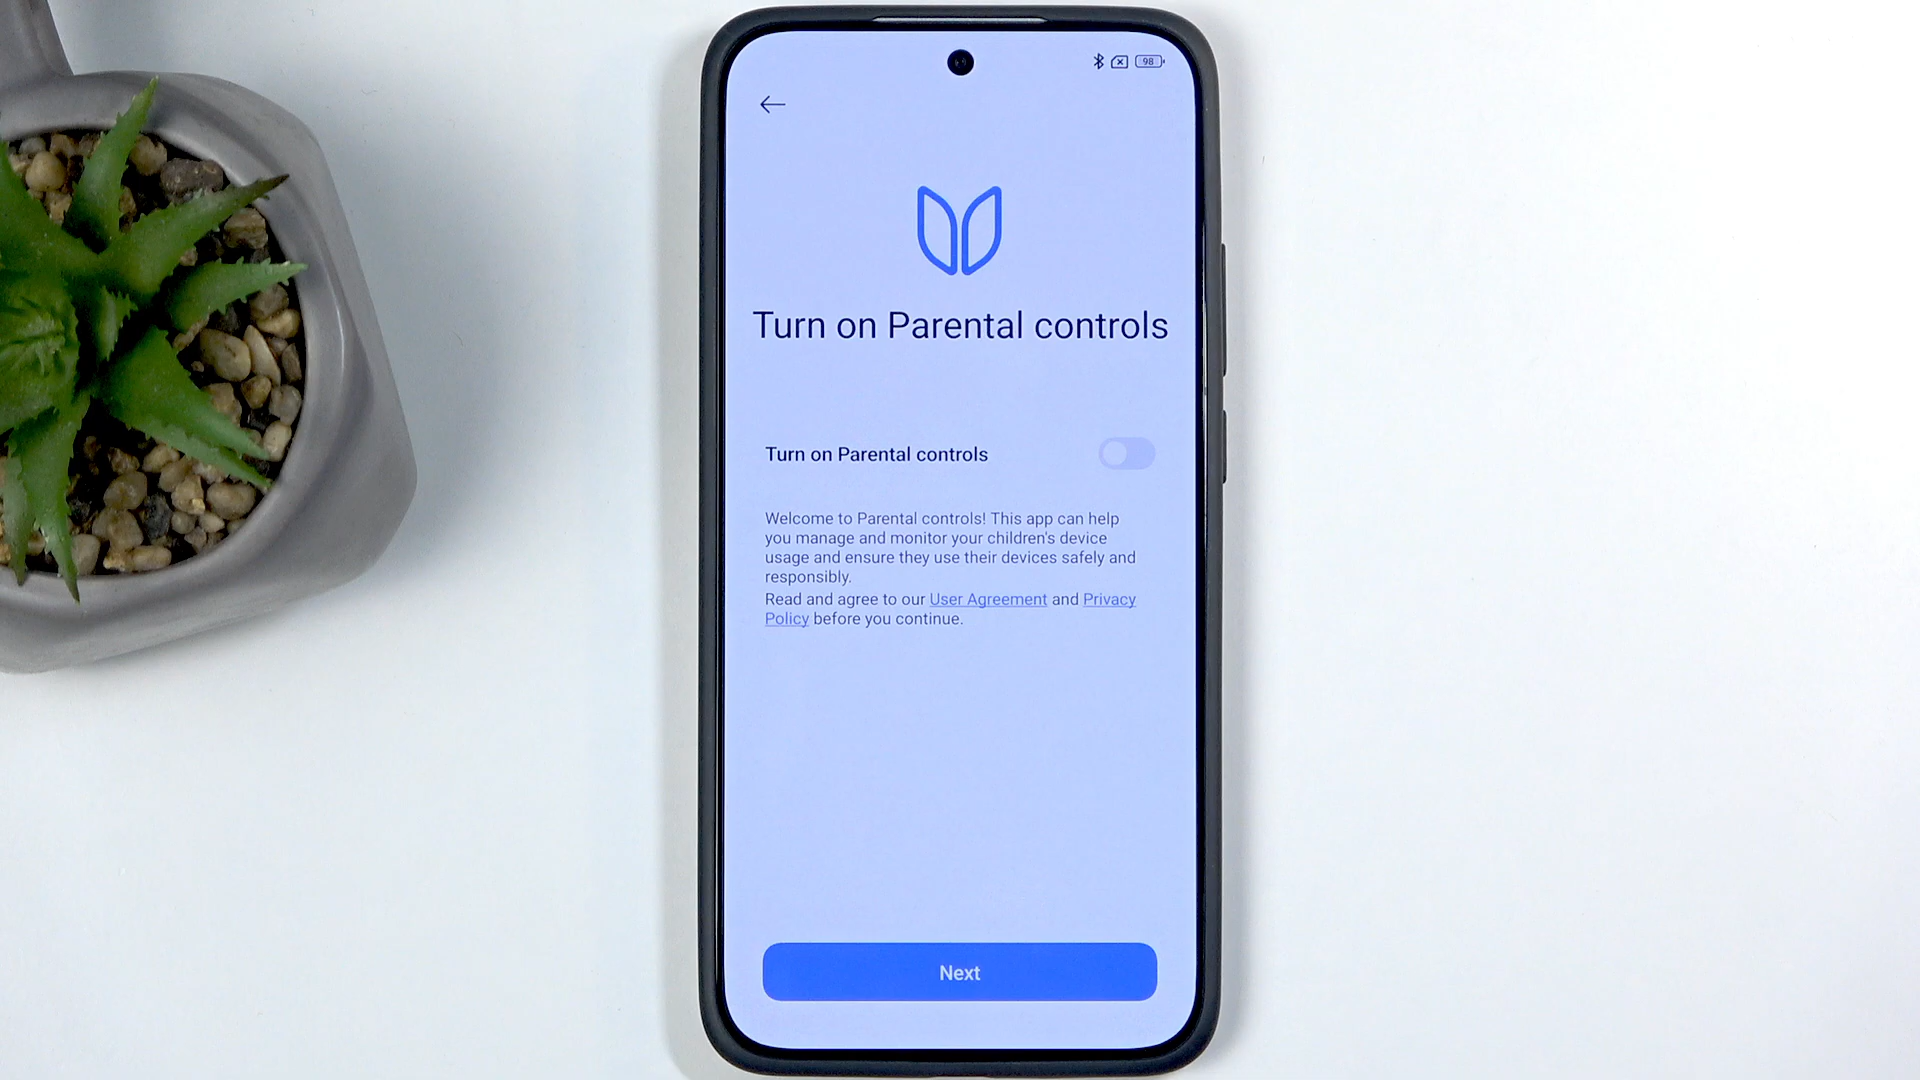 98
Turn on Parental controls
Turn on Parental controls
Welcome to Parental controls! This app can help
you manage and monitor your children's device
usage and ensure they use their devices safely and
responsibly.
Read and agree to our User Agreement and Privacy
Policy before you continue.
Next